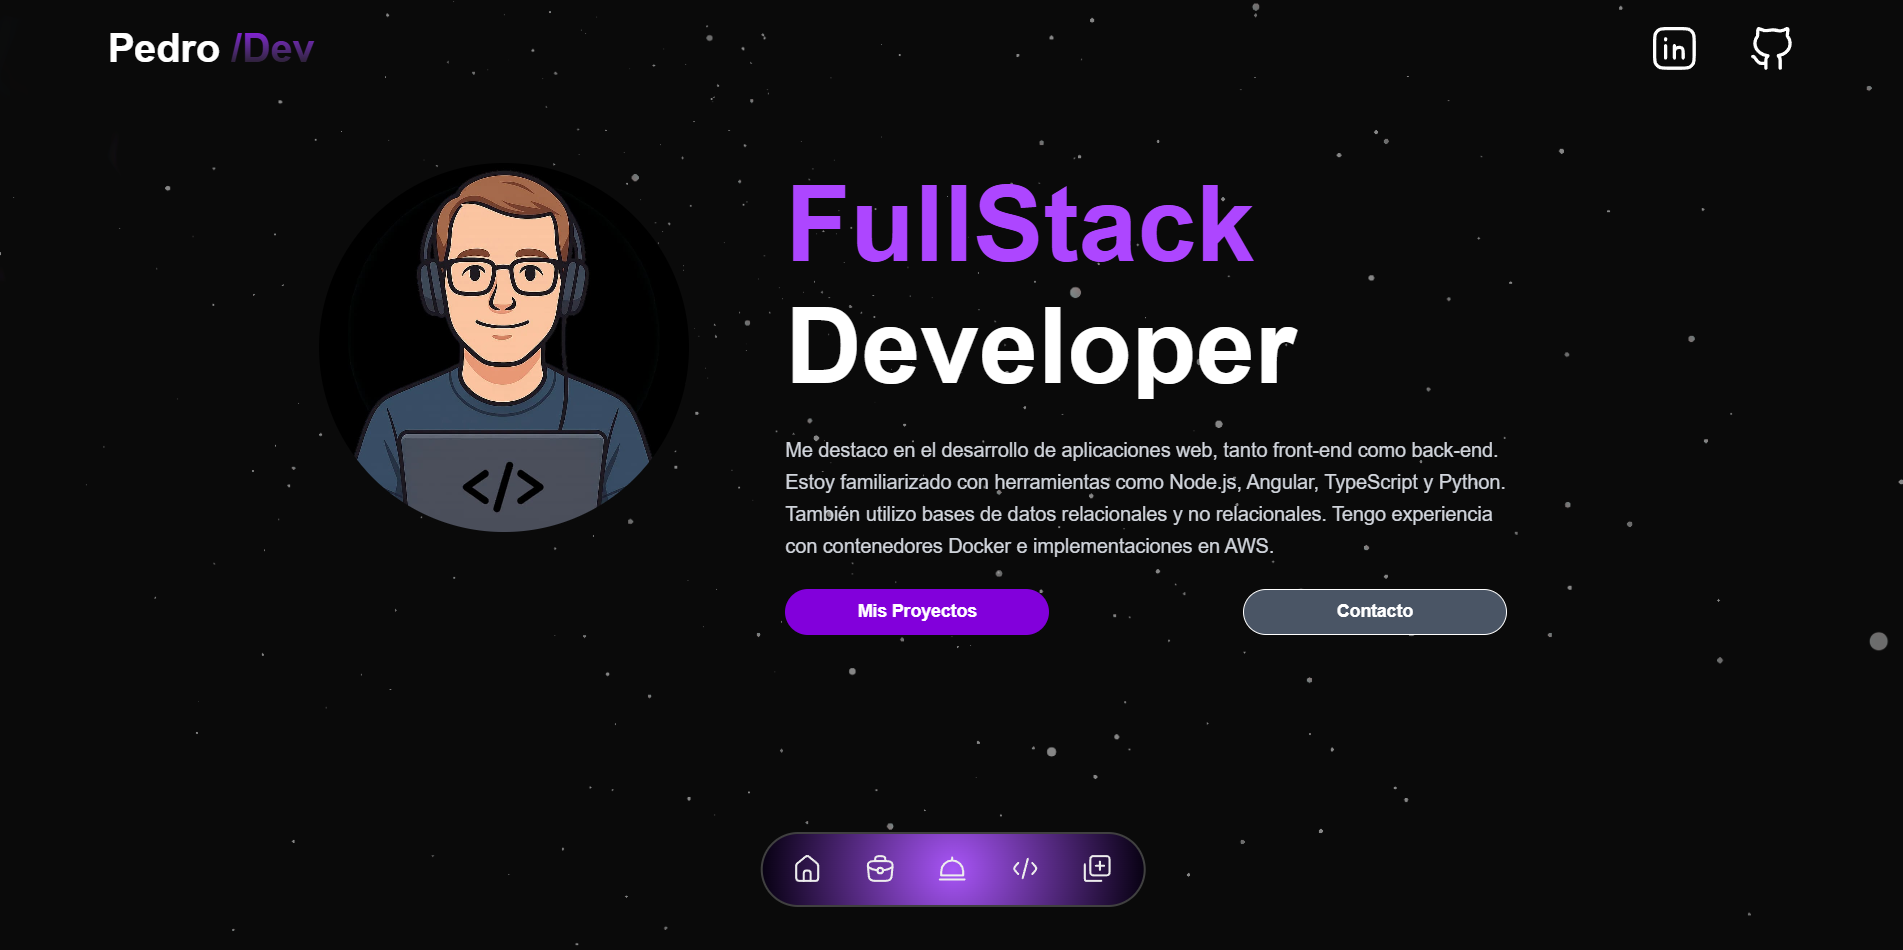 Pedro /Dev
in
FullStack
Developer
Me destaco en el desarrollo de aplicaciones web, tanto front-end como back-end.
Estoy familiarizado con herramientas como Node.js, Angular, TypeScript y Python.
También utilizo bases de datos relacionales y no relacionales. Tengo experiencia
con contenedores Docker e implementaciones en AWS.
</>
Mis Proyectos
Contacto